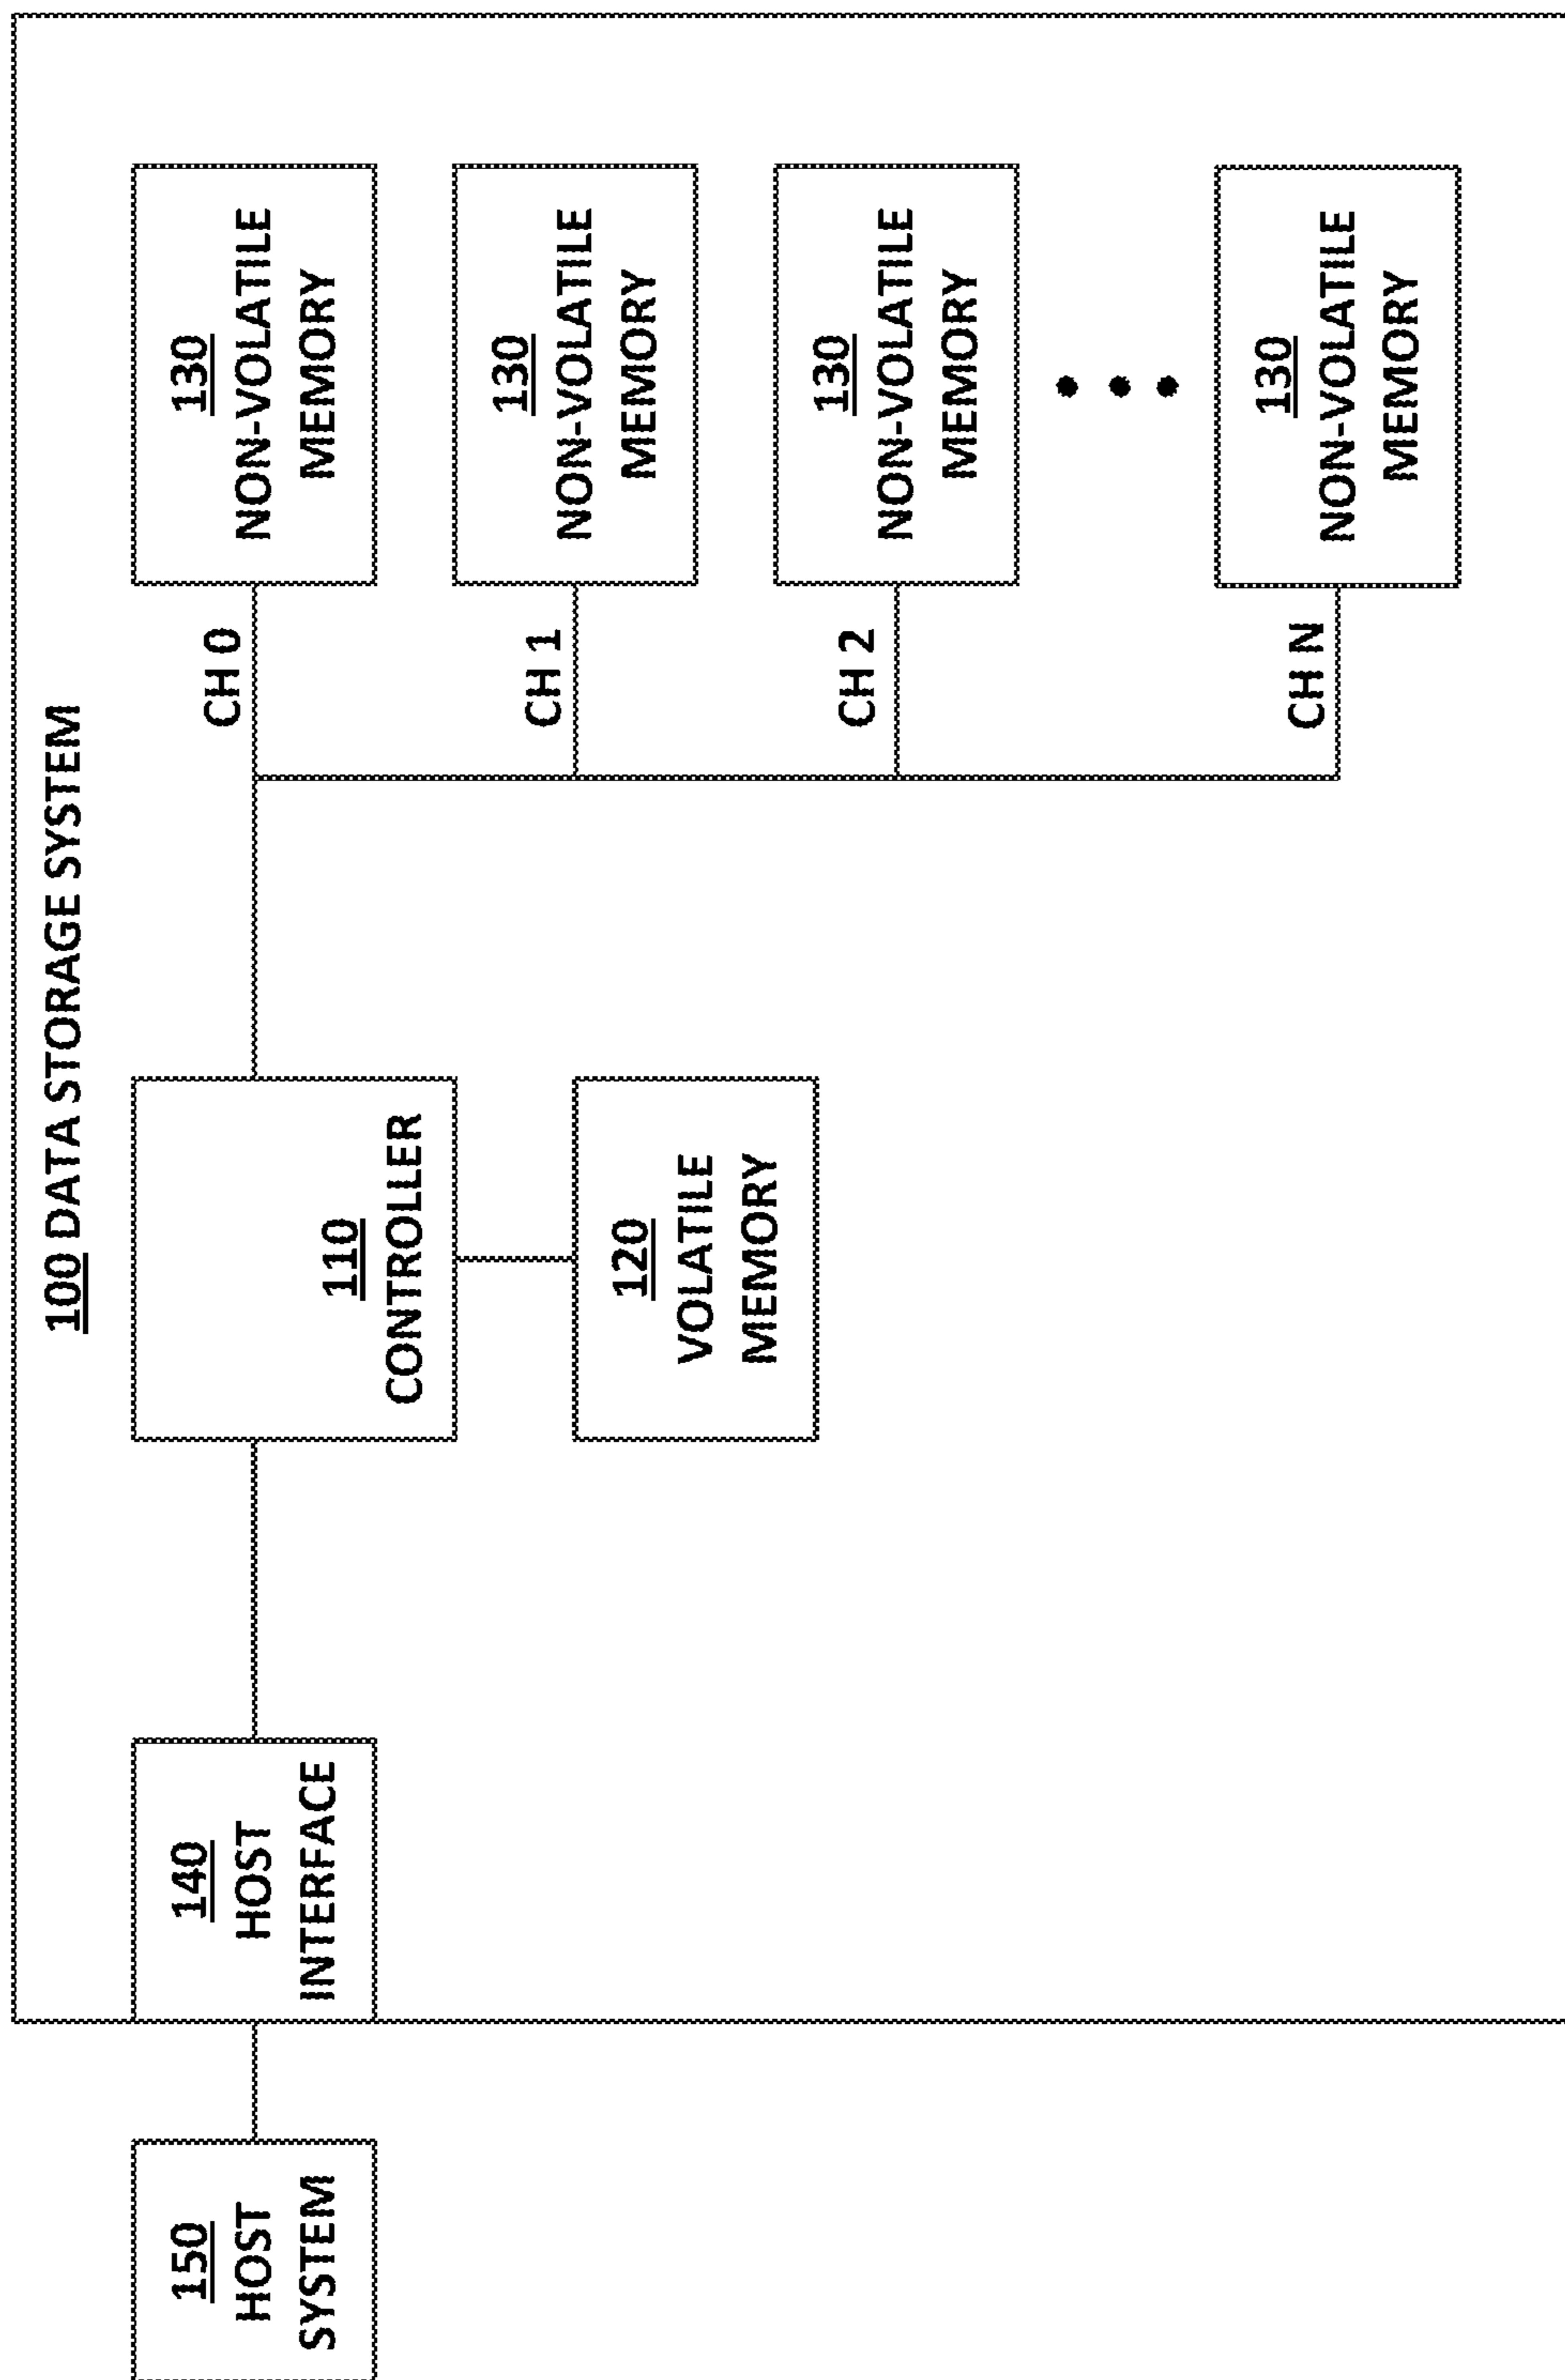 100 DATA STORAGE SYSTEM
150
HOST
SYSTEM
140
HOST
INTERFACE
110
CONTROLLER
120
VOLATILE
MEMORY
CH 0
130
NON-VOLATILE
MEMORY
CH 1
130
NON-VOLATILE
MEMORY
CH 2
130
NON-VOLATILE
MEMORY
CH N
130
NON-VOLATILE
MEMORY